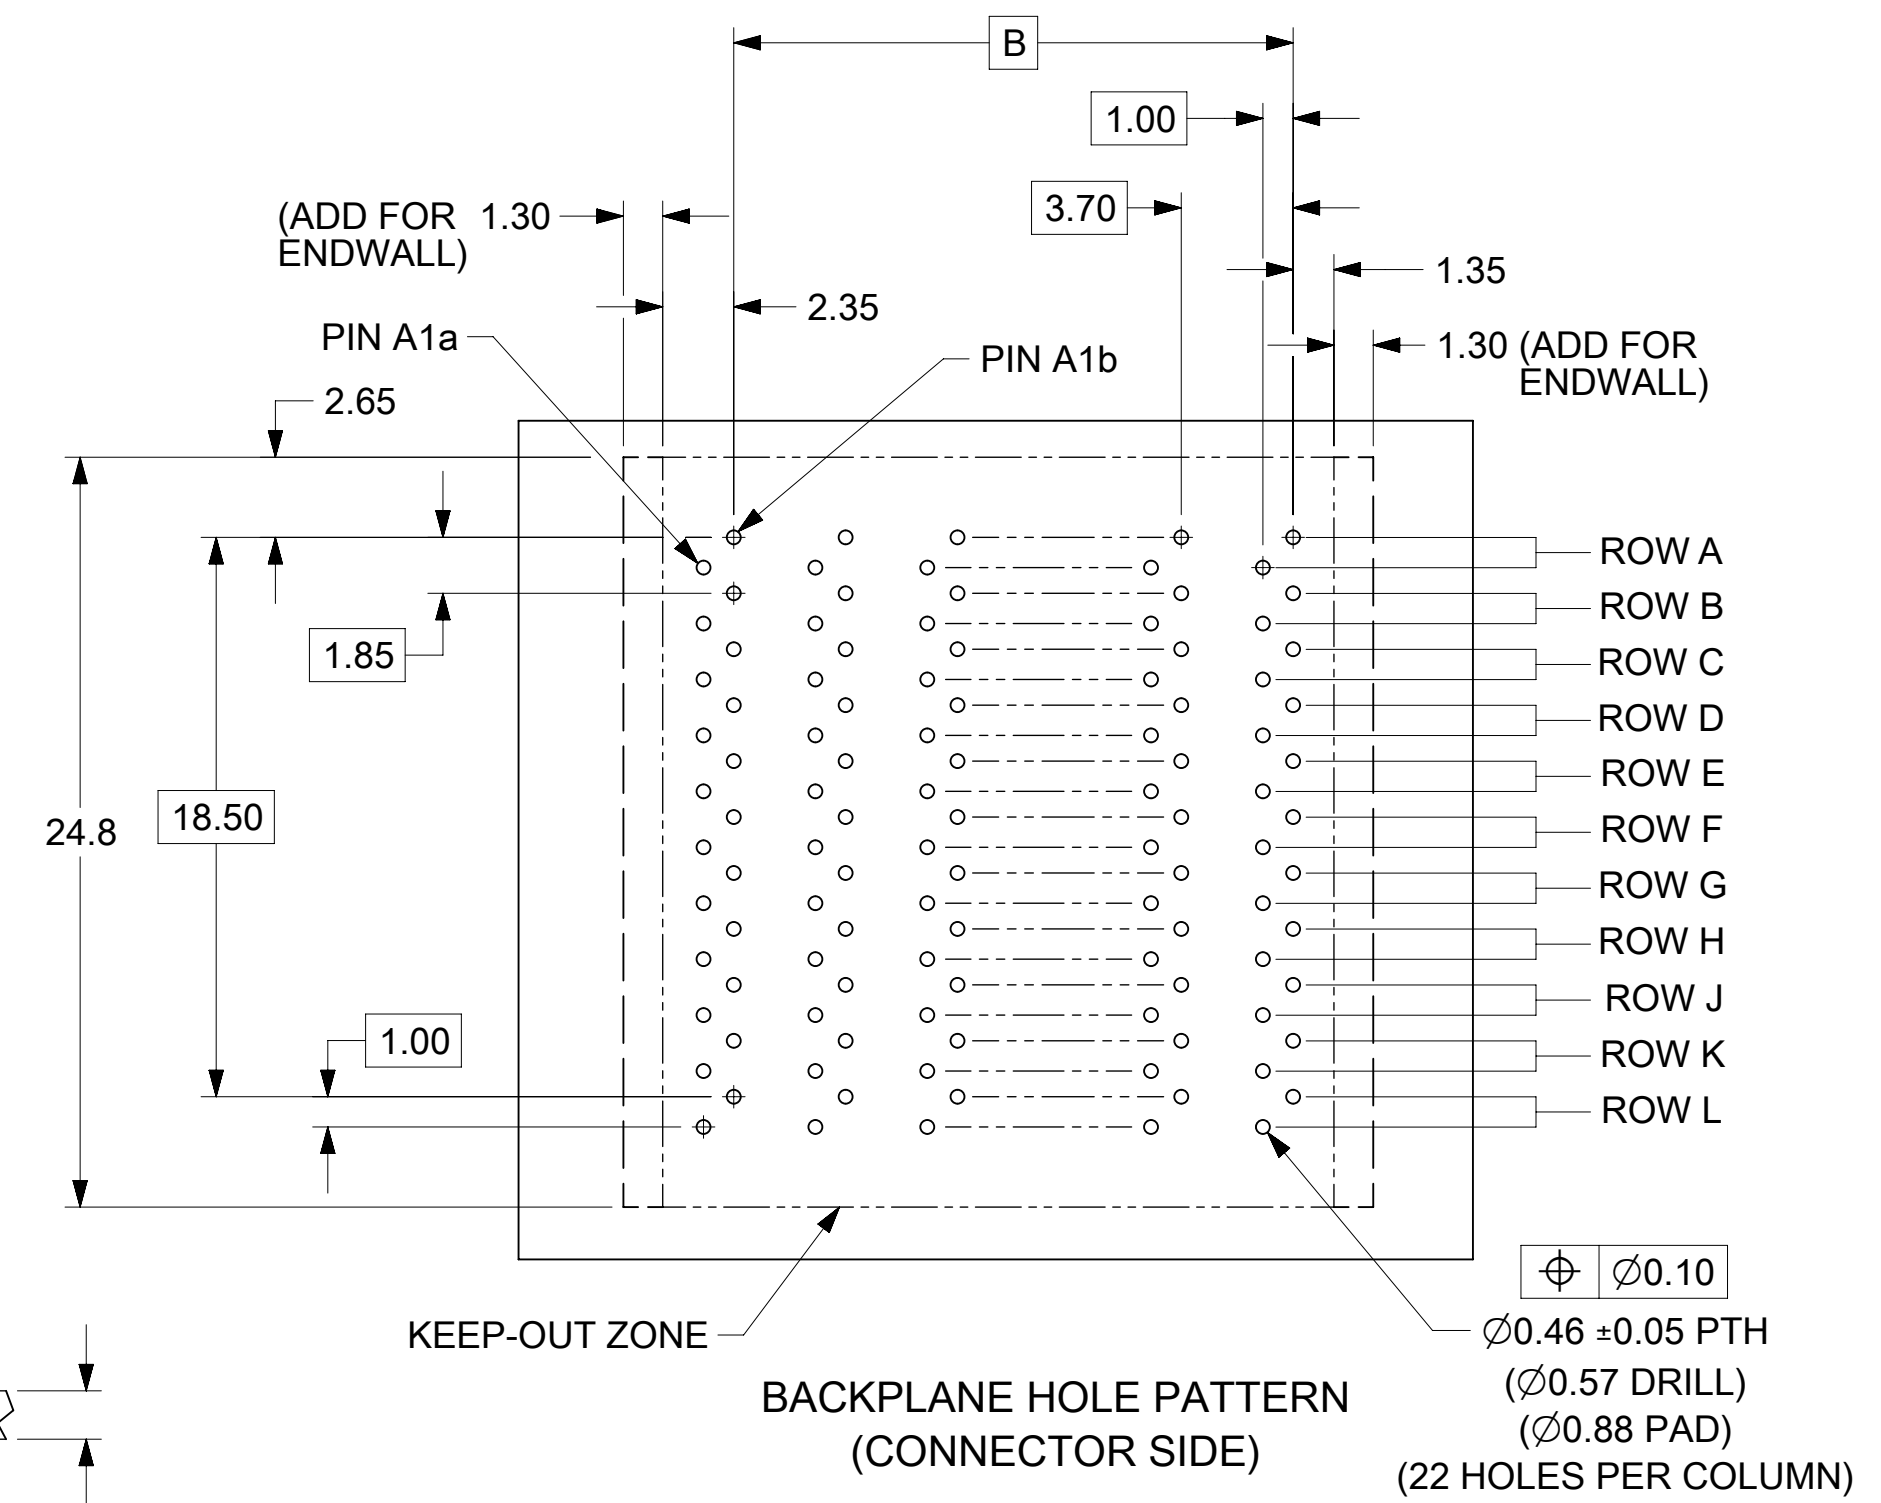 B
1.00
3.70
(ADD FOR 1.30
ENDWALL)
1.35
2.35
PIN A1a
PIN A1b
1.30 (ADD FOR
ENDWALL)
2.65
ROW A
ROW B
1.85
ROW C
ROW D
ROW E
18.50
24.8
ROW F
ROW G
ROW H
ROW J
1.00
ROW K
ROW L
⌖ ∅0.10
KEEP-OUT ZONE
∅0.46 ±0.05 PTH
(∅0.57 DRILL)
(∅0.88 PAD)
(22 HOLES PER COLUMN)
BACKPLANE HOLE PATTERN
(CONNECTOR SIDE)